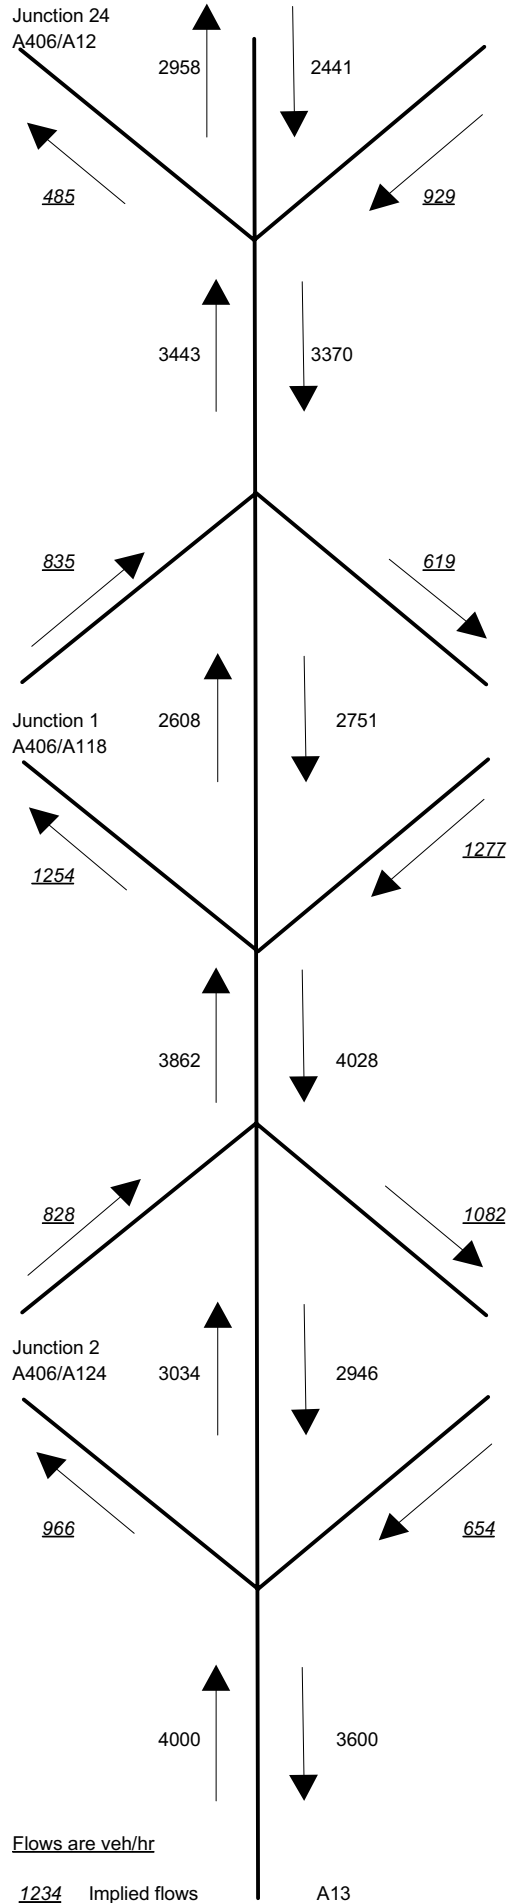 Junction 24
A406/A12
2958 2441
485 929
3443 3370
835 619
Junction 1 2608 2751
A406/A118
1254 1277
3862 4028
828 1082
Junction 2
A406/A124 3034 2946
966 654
4000 3600
Flows are veh/hr
1234 Implied flows A13